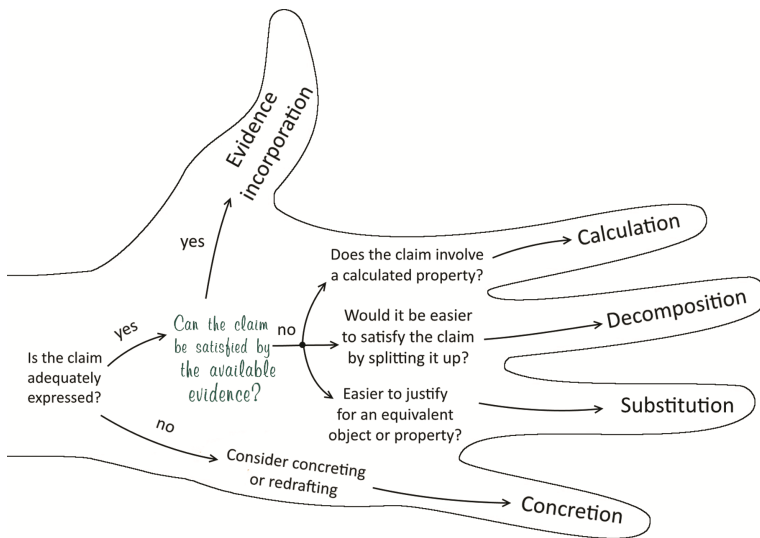 Evidence
incorporation
yes
Does the claim involve
a calculated property?
Calculation
yes
Can the claim
be satisfied by
the available
evidence?
no
Would it be easier
to satisfy the claim
by splitting it up?
Decomposition
Is the claim
adequately
expressed?
Easier to justify
for an equivalent
object or property?
Substitution
no
Consider concreting
or redrafting
Concretion